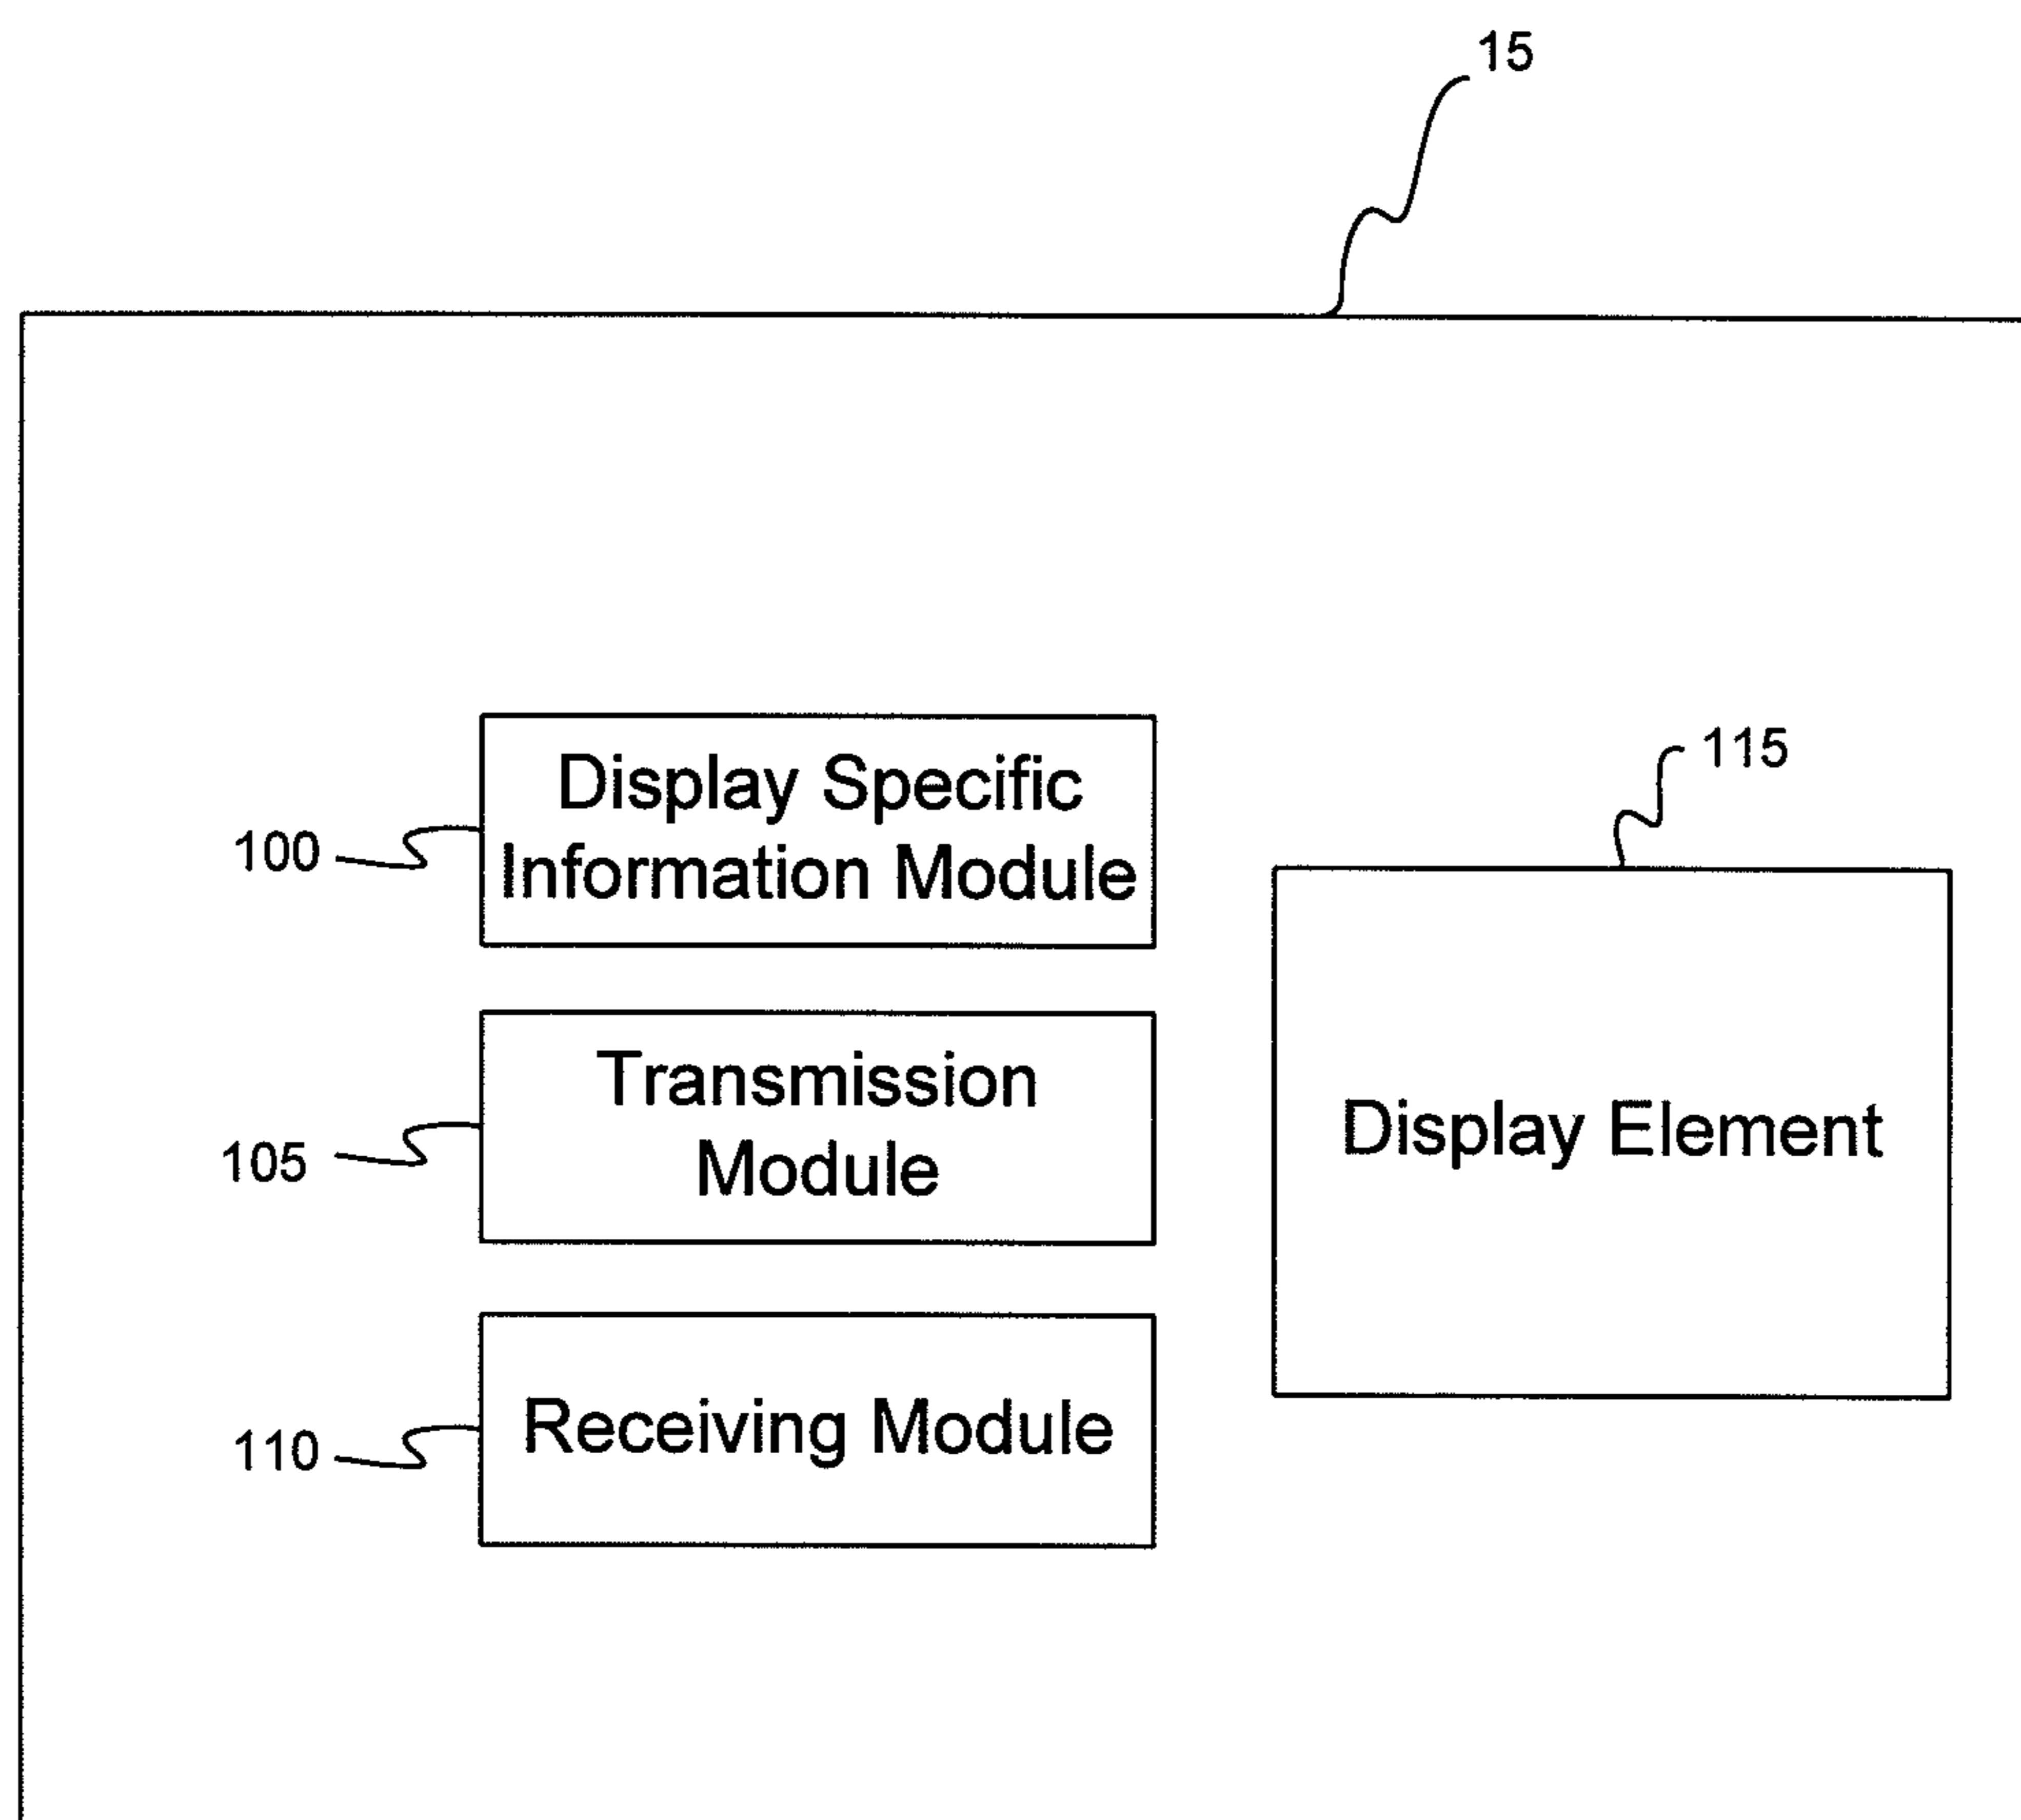 15
Display Specific
Information Module
100
115
Transmission
Module
105
Display Element
Receiving Module
110